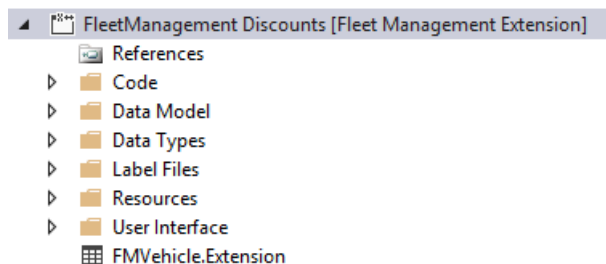 FleetManagement Discounts [Fleet Management Extension]
References
Code
Data Model
Data Types
Label Files
Resources
User Interface
FMVehicle.Extension